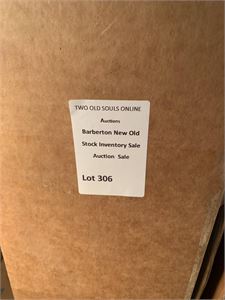 TWO OLD SOULS ONLINE
Auctions
Barberton New Old
Stock Inventory Sale
Auction Sale
Lot 306